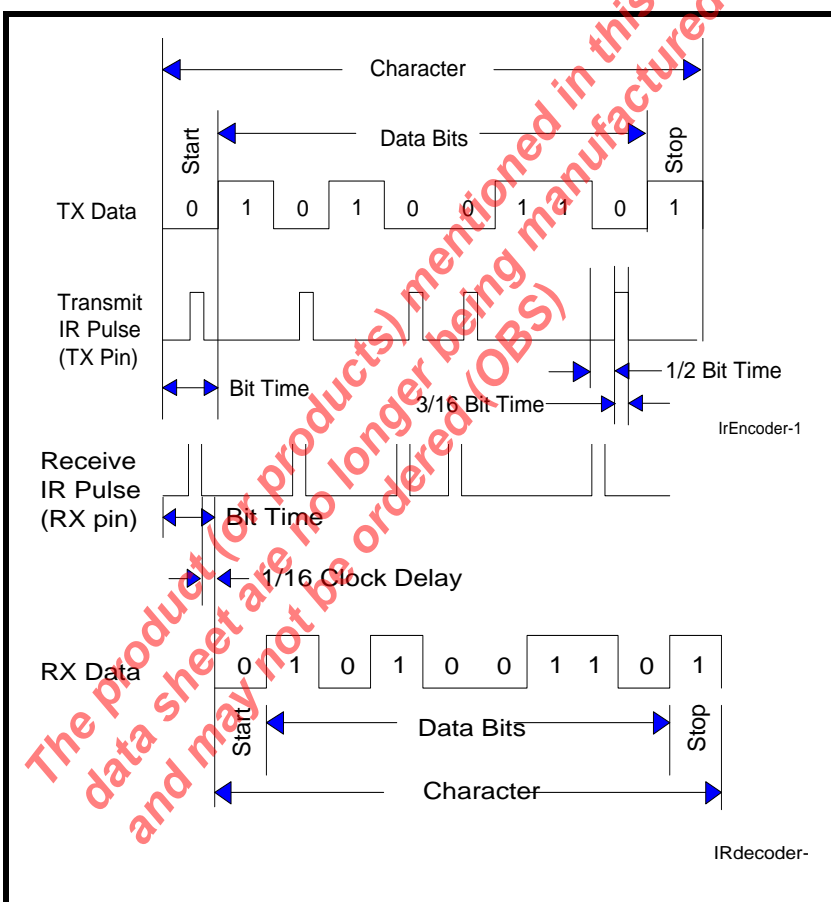 Character
Start
Data Bits
Stop
TX Data
0 1 0 1 0 0 1 1 0 1
Transmit
IR Pulse
(TX Pin)
Bit Time
1/2 Bit Time
3/16 Bit Time
IrEncoder-1
Receive
IR Pulse
(RX pin)
Bit Time
1/16 Clock Delay
RX Data
0 1 0 1 0 0 1 1 0 1
Start
Data Bits
Stop
Character
IRdecoder-
The product (or products) mentioned in this
data sheet are no longer being manufactured
and may not be ordered (OBS)